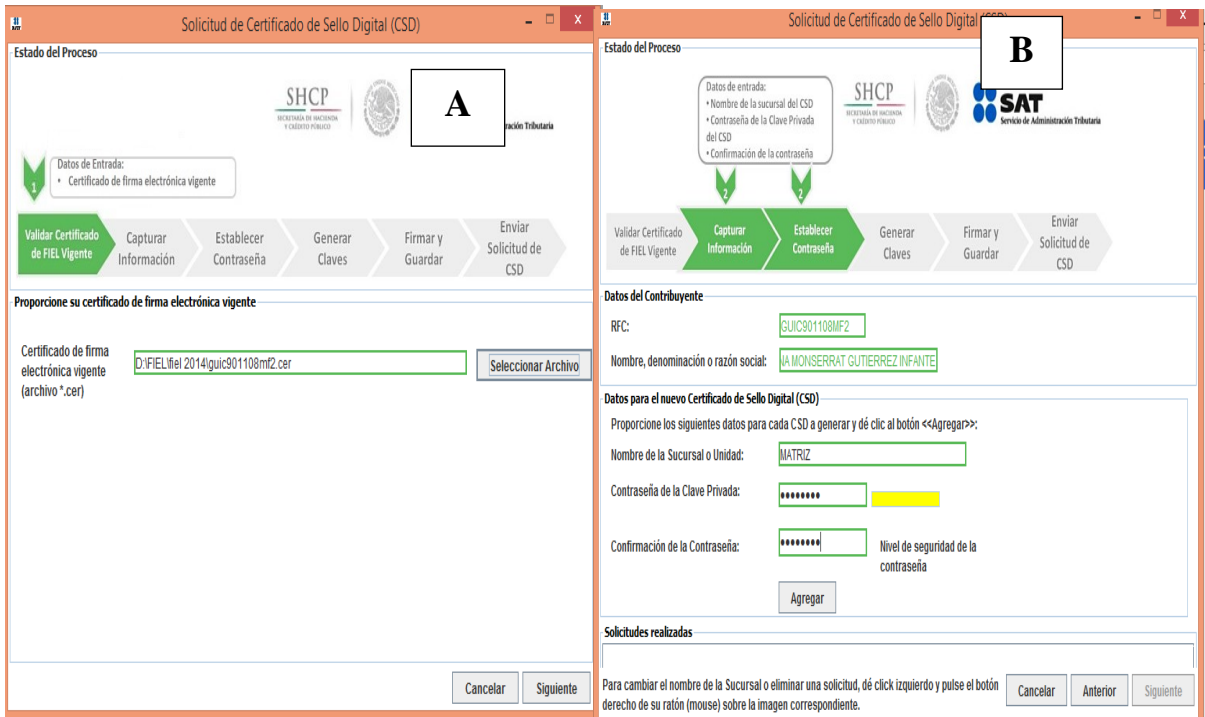 Solicitud de Certificado de Sello Digital (CSD)
Estado del Proceso
A
SHCP
SECRETARÍA DE HACIENDA
Y CRÉDITO PÚBLICO
ración Tributaria
Datos de Entrada:
• Certificado de firma electrónica vigente
1
Validar Certificado
de FIEL Vigente
Capturar
Información
Establecer
Contraseña
Generar
Claves
Firmar y
Guardar
Enviar
Solicitud de
CSD
Proporcione su certificado de firma electrónica vigente
Certificado de firma
electrónica vigente
(archivo *.cer)
D:\FIEL\fiel 2014\guic901108mf2.cer
Seleccionar Archivo
Cancelar
Siguiente
Solicitud de Certificado de Sello Digital (CSD)
Estado del Proceso
B
Datos de entrada:
• Nombre de la sucursal del CSD
• Contraseña de la Clave Privada
del CSD
• Confirmación de la contraseña
SHCP
SECRETARÍA DE HACIENDA
Y CRÉDITO PÚBLICO
SAT
Servicio de Administración Tributaria
2
2
Validar Certificado
de FIEL Vigente
Capturar
Información
Establecer
Contraseña
Generar
Claves
Firmar y
Guardar
Enviar
Solicitud de
CSD
Datos del Contribuyente
RFC:
GUIC901108MF2
Nombre, denominación o razón social:
NA MONSERRAT GUTIERREZ INFANTE
Datos para el nuevo Certificado de Sello Digital (CSD)
Proporcione los siguientes datos para cada CSD a generar y dé clic al botón <<Agregar>>:
Nombre de la Sucursal o Unidad:
MATRIZ
Contraseña de la Clave Privada:
••••••••
Confirmación de la Contraseña:
••••••••
Nivel de seguridad de la
contraseña
Agregar
Solicitudes realizadas
Para cambiar el nombre de la Sucursal o eliminar una solicitud, dé click izquierdo y pulse el botón
derecho de su ratón (mouse) sobre la imagen correspondiente.
Cancelar
Anterior
Siguiente